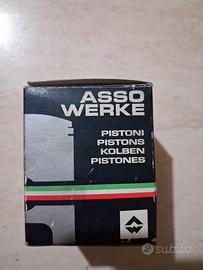 ASSO
WERKE
PISTONI
PISTONS
KOLBEN
PISTONES
subito